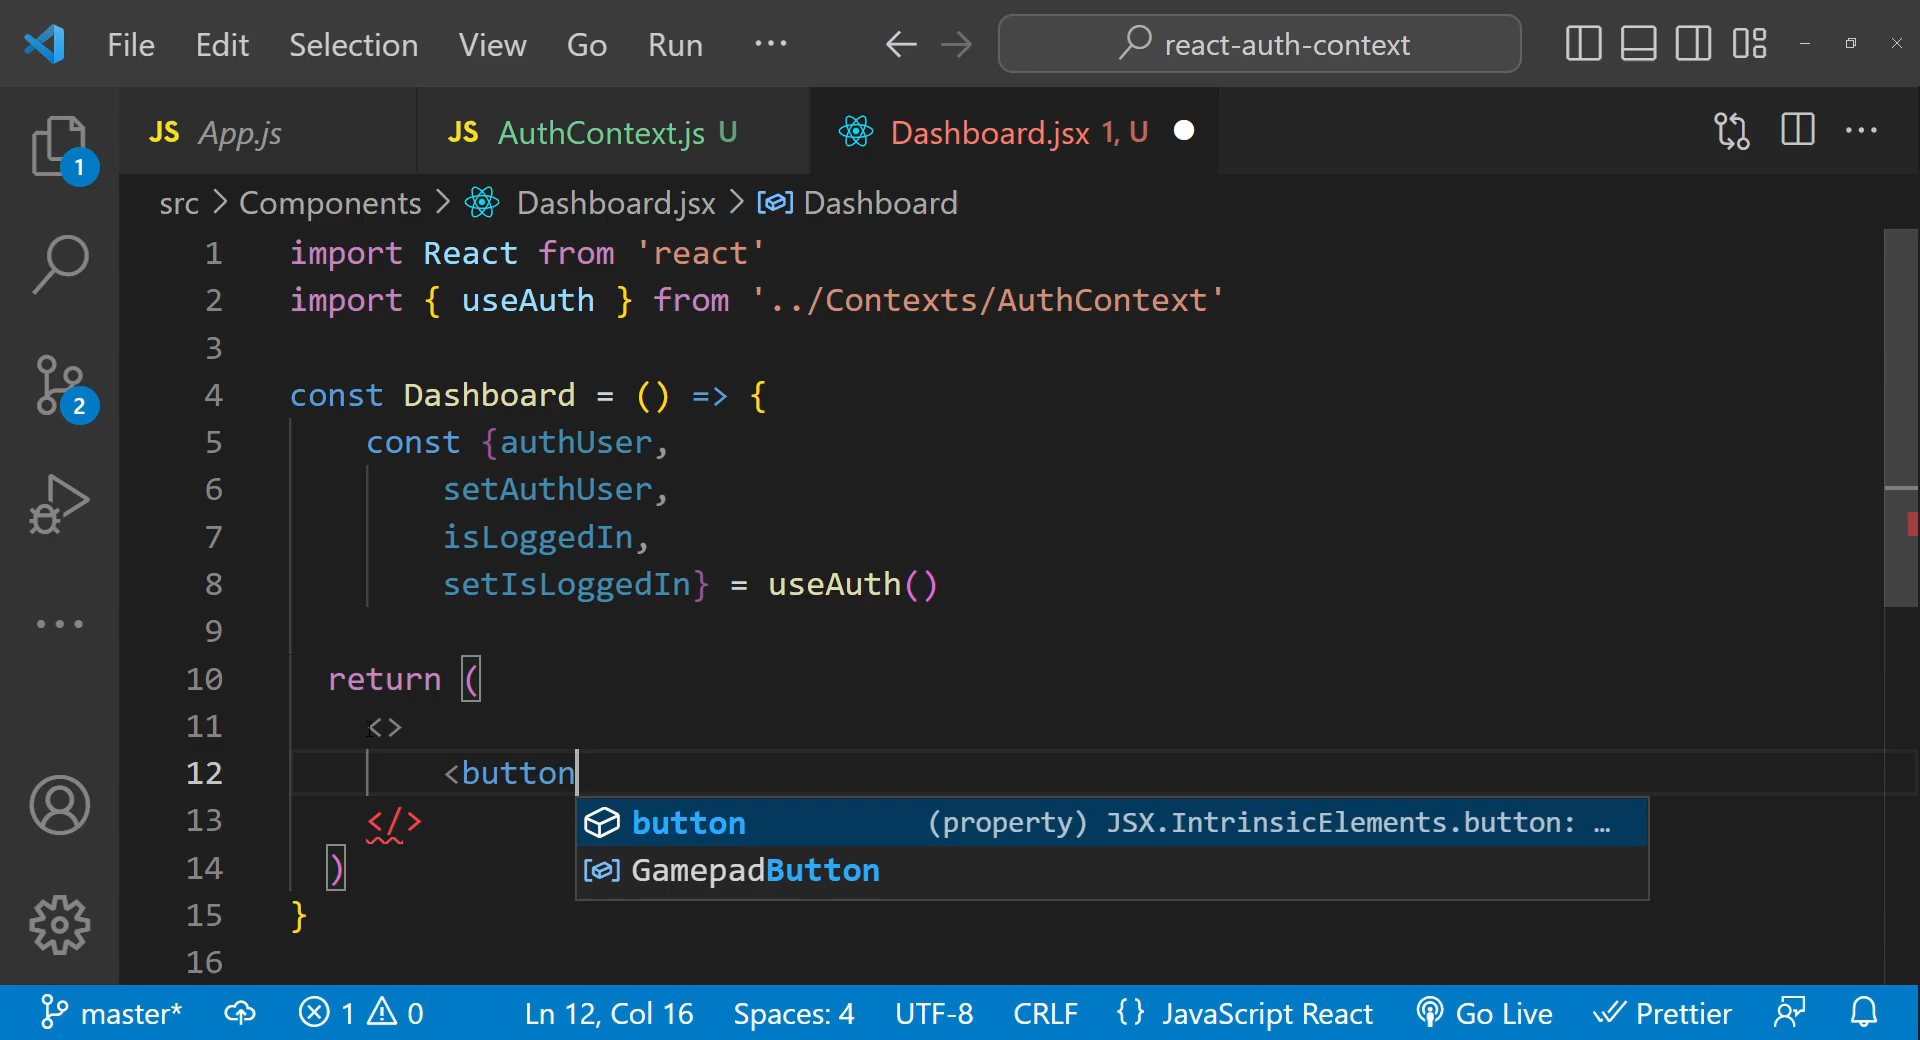 File Edit Selection View Go Run ··· react-auth-context
JS App.js JS AuthContext.js U Dashboard.jsx 1, U
src > Components > Dashboard.jsx > Dashboard
1 import React from 'react'
2 import { useAuth } from '../Contexts/AuthContext'
3
4 const Dashboard = () => {
5 const {authUser,
6 setAuthUser,
7 isLoggedIn,
8 setIsLoggedIn} = useAuth()
9
10 return (
11 <>
12 <button
13 </>
14 )
15 }
16
button (property) JSX.IntrinsicElements.button: …
GamepadButton
1
2
master* 1 0 Ln 12, Col 16 Spaces: 4 UTF-8 CRLF {} JavaScript React Go Live Prettier